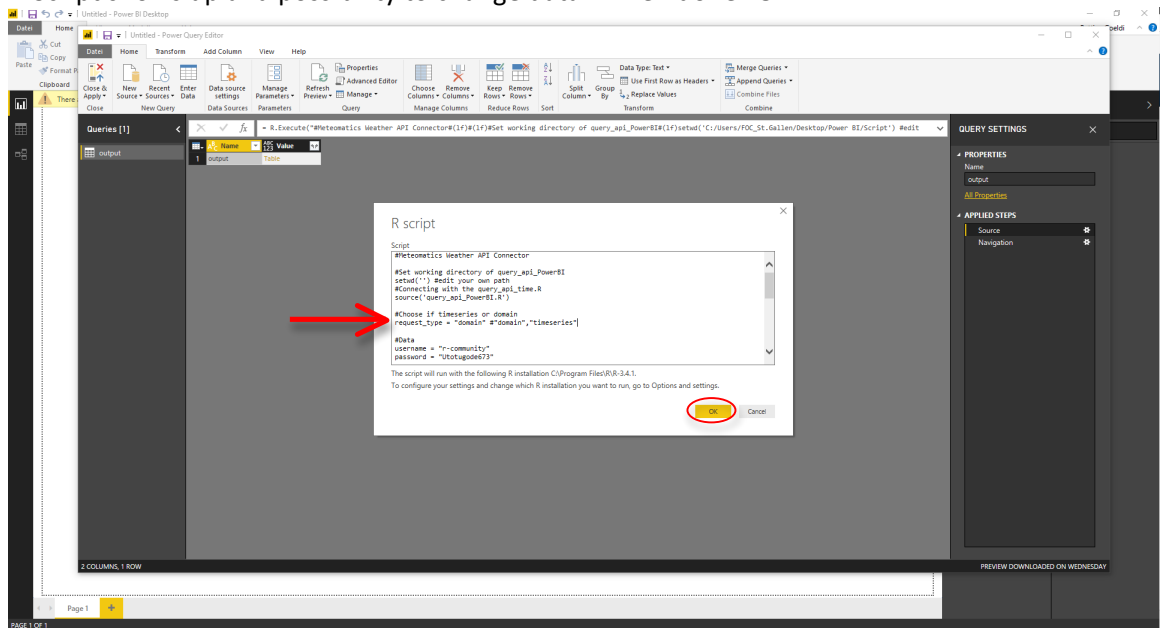 Untitled - Power BI Desktop
Datei Home
Cut
Copy
Paste
Clipboard
There
Untitled - Power Query Editor
Datei Home Transform Add Column View Help
Close & Apply
New Source
Recent Sources
Enter Data
Data source settings
Manage Parameters
Refresh Preview
Properties
Advanced Editor
Manage
Choose Columns
Remove Columns
Keep Rows
Remove Rows
Split Column
Group By
Data Type: Text
Use First Row as Headers
Replace Values
Merge Queries
Append Queries
Combine Files
Close New Query Data Sources Parameters Query Manage Columns Reduce Rows Sort Transform Combine
Queries [1]
output
= R.Execute("#Meteomatics Weather API Connector#(lf)#(lf)#Set working directory of query_api_PowerBI#(lf)setwd('C:/Users/FOC_St.Gallen/Desktop/Power BI/Script') #edit
Name ABC 123 Value
1 output Table
R script
Script
#Meteomatics Weather API Connector
#Set working directory of query_api_PowerBI
setwd('') #edit your own path
#Connecting with the query_api_time.R
source('query_api_PowerBI.R')
#Choose if timeseries or domain
request_type = "domain" #"domain","timeseries"
#Data
username = "r-community"
password = "Utotugode673"
The script will run with the following R installation C:\Program Files\R\R-3.4.1.
To configure your settings and change which R installation you want to run, go to Options and settings.
OK Cancel
QUERY SETTINGS
PROPERTIES
Name
output
All Properties
APPLIED STEPS
Source
Navigation
2 COLUMNS, 1 ROW
PREVIEW DOWNLOADED ON WEDNESDAY
Page 1
PAGE 1 OF 1